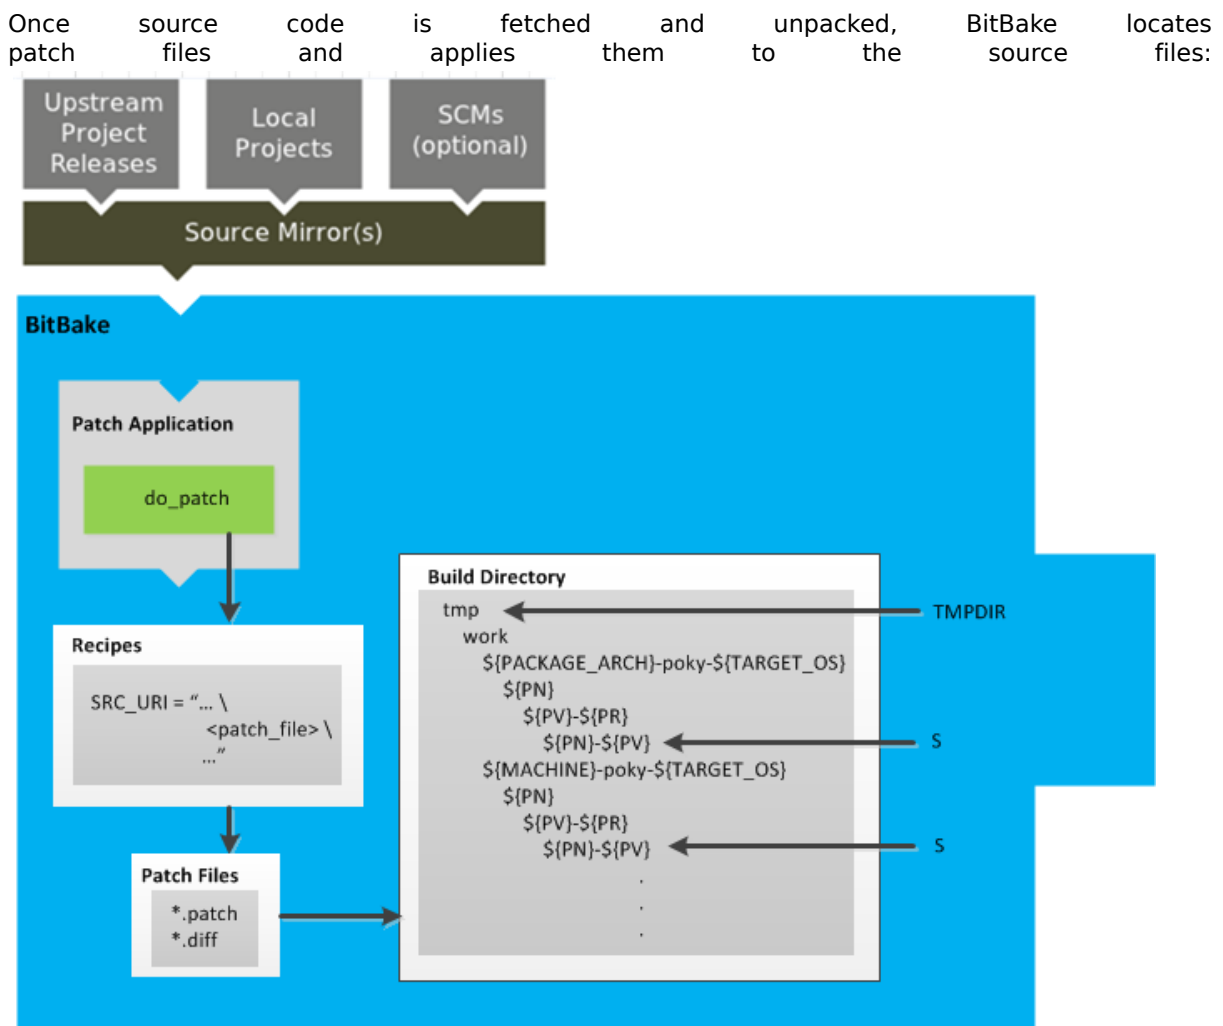 Once source code is fetched and unpacked, BitBake locates
patch files and applies them to the source files:
Upstream
Project
Releases
Local
Projects
SCMs
(optional)
Source Mirror(s)
BitBake
Patch Application
do_patch
Recipes
SRC_URI = “... \
<patch_file> \
...”
Patch Files
*.patch
*.diff
Build Directory
tmp
work
${PACKAGE_ARCH}-poky-${TARGET_OS}
${PN}
${PV}-${PR}
${PN}-${PV}
${MACHINE}-poky-${TARGET_OS}
${PN}
${PV}-${PR}
${PN}-${PV}
.
.
.
TMPDIR
S
S